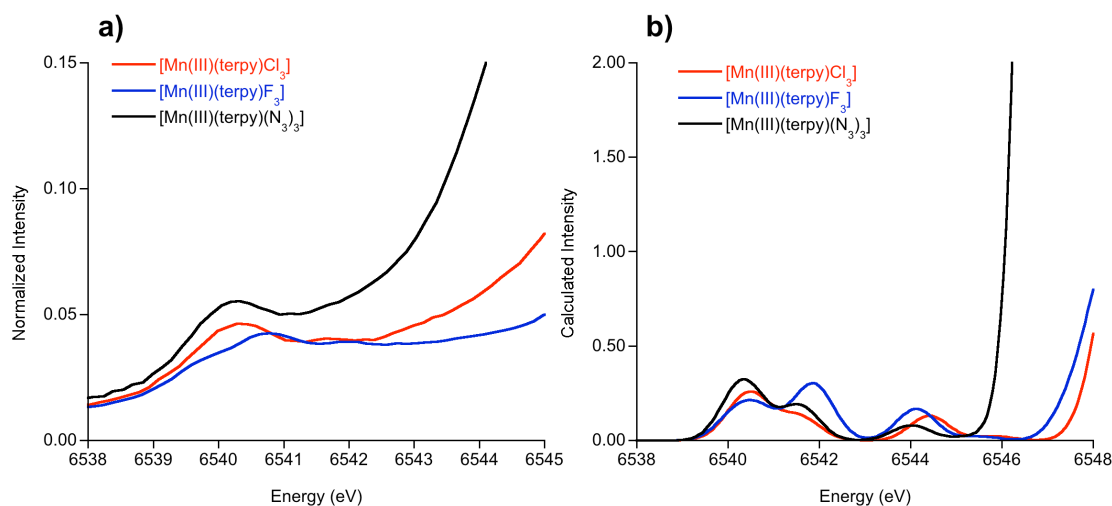 a)
[Mn(III)(terpy)Cl3]
[Mn(III)(terpy)F3]
[Mn(III)(terpy)(N3)3]
0.15
0.10
0.05
0.00
Normalized Intensity
6538 6539 6540 6541 6542 6543 6544 6545
Energy (eV)
b)
[Mn(III)(terpy)Cl3]
[Mn(III)(terpy)F3]
[Mn(III)(terpy)(N3)3]
2.00
1.50
1.00
0.50
0.00
Calculated Intensity
6538 6540 6542 6544 6546 6548
Energy (eV)